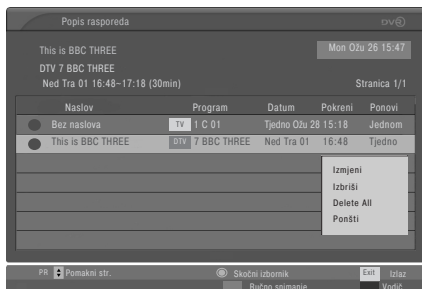 Popis rasporeda
DVB
This is BBC THREE
Mon Ožu 26 15:47
DTV 7 BBC THREE
Ned Tra 01 16:48~17:18 (30min)
Stranica 1/1
Naslov Program Datum Pokreni Ponovi
Bez naslova TV 1 C 01 Tjedno Ožu 28 15:18 Jednom
This is BBC THREE DTV 7 BBC THREE Ned Tra 01 16:48 Tjedno
Izmjeni
Izbriši
Delete All
Ponšti
PR Pomakni str. Skočni izbornik Exit Izlaz
Ručno snimanje Vodič